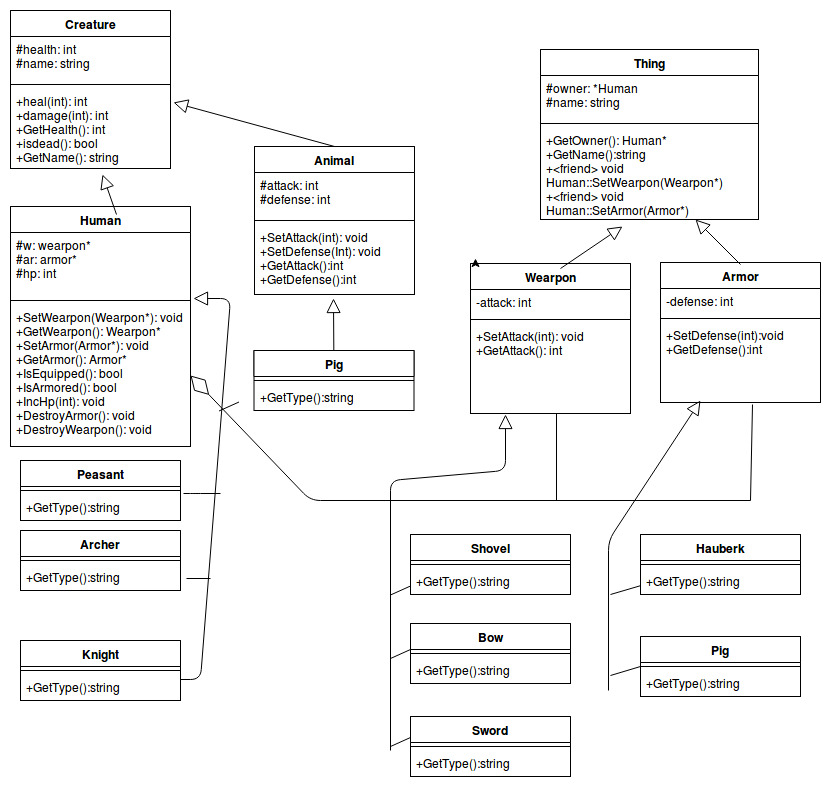 Creature
#health: int
#name: string
+heal(int): int
+damage(int): int
+GetHealth(): int
+isdead(): bool
+GetName(): string
Thing
#owner: *Human
#name: string
+GetOwner(): Human*
+GetName():string
+<friend> void
Human::SetWearpon(Wearpon*)
+<friend> void
Human::SetArmor(Armor*)
Animal
#attack: int
#defense: int
+SetAttack(int): void
+SetDefense(Int): void
+GetAttack():int
+GetDefense():int
Human
#w: wearpon*
#ar: armor*
#hp: int
+SetWearpon(Wearpon*): void
+GetWearpon(): Wearpon*
+SetArmor(Armor*): void
+GetArmor(): Armor*
+IsEquipped(): bool
+IsArmored(): bool
+IncHp(int): void
+DestroyArmor(): void
+DestroyWearpon(): void
Wearpon
-attack: int
+SetAttack(int): void
+GetAttack(): int
Armor
-defense: int
+SetDefense(int):void
+GetDefense():int
Pig
+GetType():string
Peasant
+GetType():string
Archer
+GetType():string
Knight
+GetType():string
Shovel
+GetType():string
Bow
+GetType():string
Sword
+GetType():string
Hauberk
+GetType():string
Pig
+GetType():string